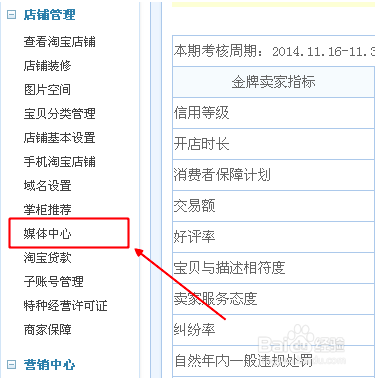 店铺管理
查看淘宝店铺
店铺装修
图片空间
宝贝分类管理
店铺基本设置
手机淘宝店铺
域名设置
掌柜推荐
媒体中心
淘宝贷款
子账号管理
特种经营许可证
商家保障
营销中心
本期考核周期：2014.11.16-11.3
金牌卖家指标
信用等级
开店时长
消费者保障计划
交易额
好评率
宝贝与描述相符度
卖家服务态度
纠纷率
自然年内一般违规处罚
Baidu经验